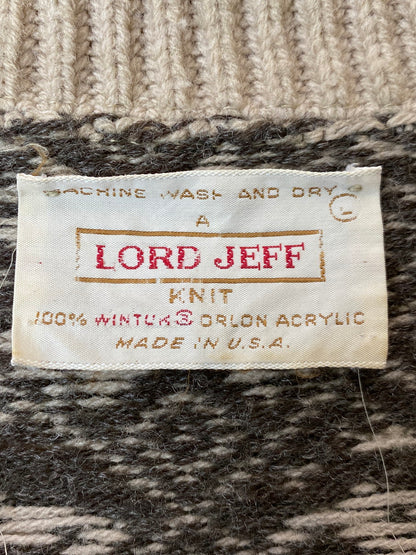 MACHINE WASH AND DRY
L
A
LORD JEFF
KNIT
100% WINTUK® ORLON ACRYLIC
MADE IN U.S.A.